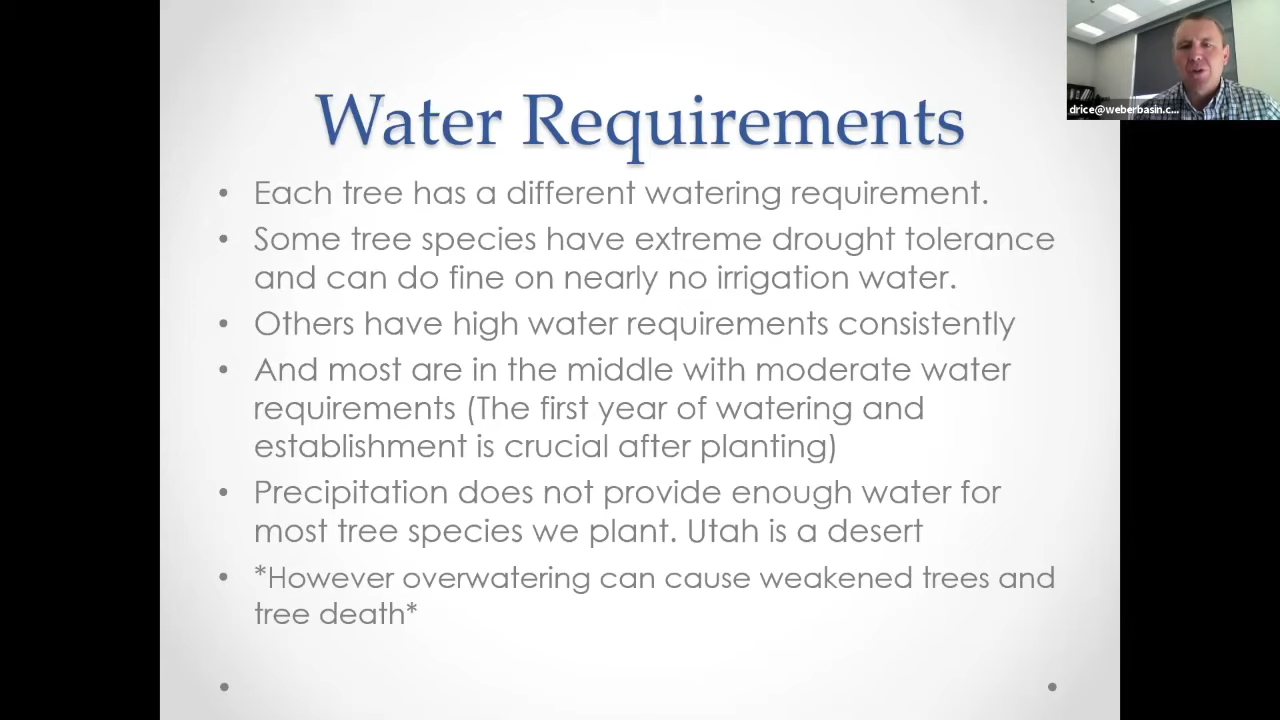 Water Requirements
• Each tree has a different watering requirement.
• Some tree species have extreme drought tolerance
and can do fine on nearly no irrigation water.
• Others have high water requirements consistently
• And most are in the middle with moderate water
requirements (The first year of watering and
establishment is crucial after planting)
• Precipitation does not provide enough water for
most tree species we plant. Utah is a desert
• *However overwatering can cause weakened trees and
tree death*
drice@weberbasin.c...